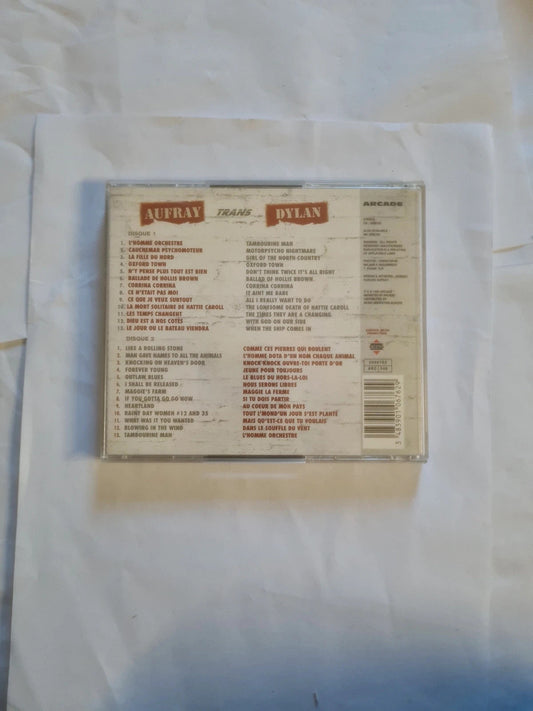 AUFRAY TRANS DYLAN
ARCADE
DISQUE 1
1. L'HOMME ORCHESTRE TAMBOURINE MAN
2. CAUCHEMAR PSYCHOMOTEUR MOTORPSYCHO NIGHTMARE
3. LA FILLE DU NORD GIRL OF THE NORTH COUNTRY
4. OXFORD TOWN OXFORD TOWN
5. N'Y PENSE PLUS TOUT EST BIEN DON'T THINK TWICE IT'S ALL RIGHT
6. BALLADE DE HOLLIS BROWN BALLAD OF HOLLIS BROWN
7. CORRINA CORRINA CORRINA CORRINA
8. CE N'ETAIT PAS MOI IT AIN'T ME BABE
9. CE QUE JE VEUX SURTOUT ALL I REALLY WANT TO DO
10. LA MORT SOLITAIRE DE HATTIE CAROLL THE LONESOME DEATH OF HATTIE CAROLL
11. LES TEMPS CHANGENT THE TIMES THEY ARE A CHANGING
12. DIEU EST A NOS COTÉS WITH GOD ON OUR SIDE
13. LE JOUR OU LE BATEAU VIENDRA WHEN THE SHIP COMES IN
DISQUE 2
1. LIKE A ROLLING STONE COMME CES PIERRES QUI ROULENT
2. MAN GAVE NAMES TO ALL THE ANIMALS L'HOMME DOTA D'UN NOM CHAQUE ANIMAL
3. KNOCKING ON HEAVEN'S DOOR KNOCK KNOCK OUVRE-TOI PORTE D'OR
4. FOREVER YOUNG JEUNE POUR TOUJOURS
5. OUTLAW BLUES LE BLUES DU HORS-LA-LOI
6. I SHALL BE RELEASED NOUS SERONS LIBRES
7. MAGGIE'S FARM MAGGIE LA FERME
8. IF YOU GOTTA GO GO NOW SI TU DOIS PARTIR
9. HEARTLAND AU COEUR DE MON PAYS
10. RAINY DAY WOMEN #12 AND 35 TOUT L'MOND'UN JOUR S'EST PLANTÉ
11. WHAT WAS IT YOU WANTED MAIS QU'EST-CE QUE TU VOULAIS
12. BLOWING IN THE WIND DANS LE SOUFFLE DU VENT
13. TAMBOURINE MAN L'HOMME ORCHESTRE
3 483901 067629